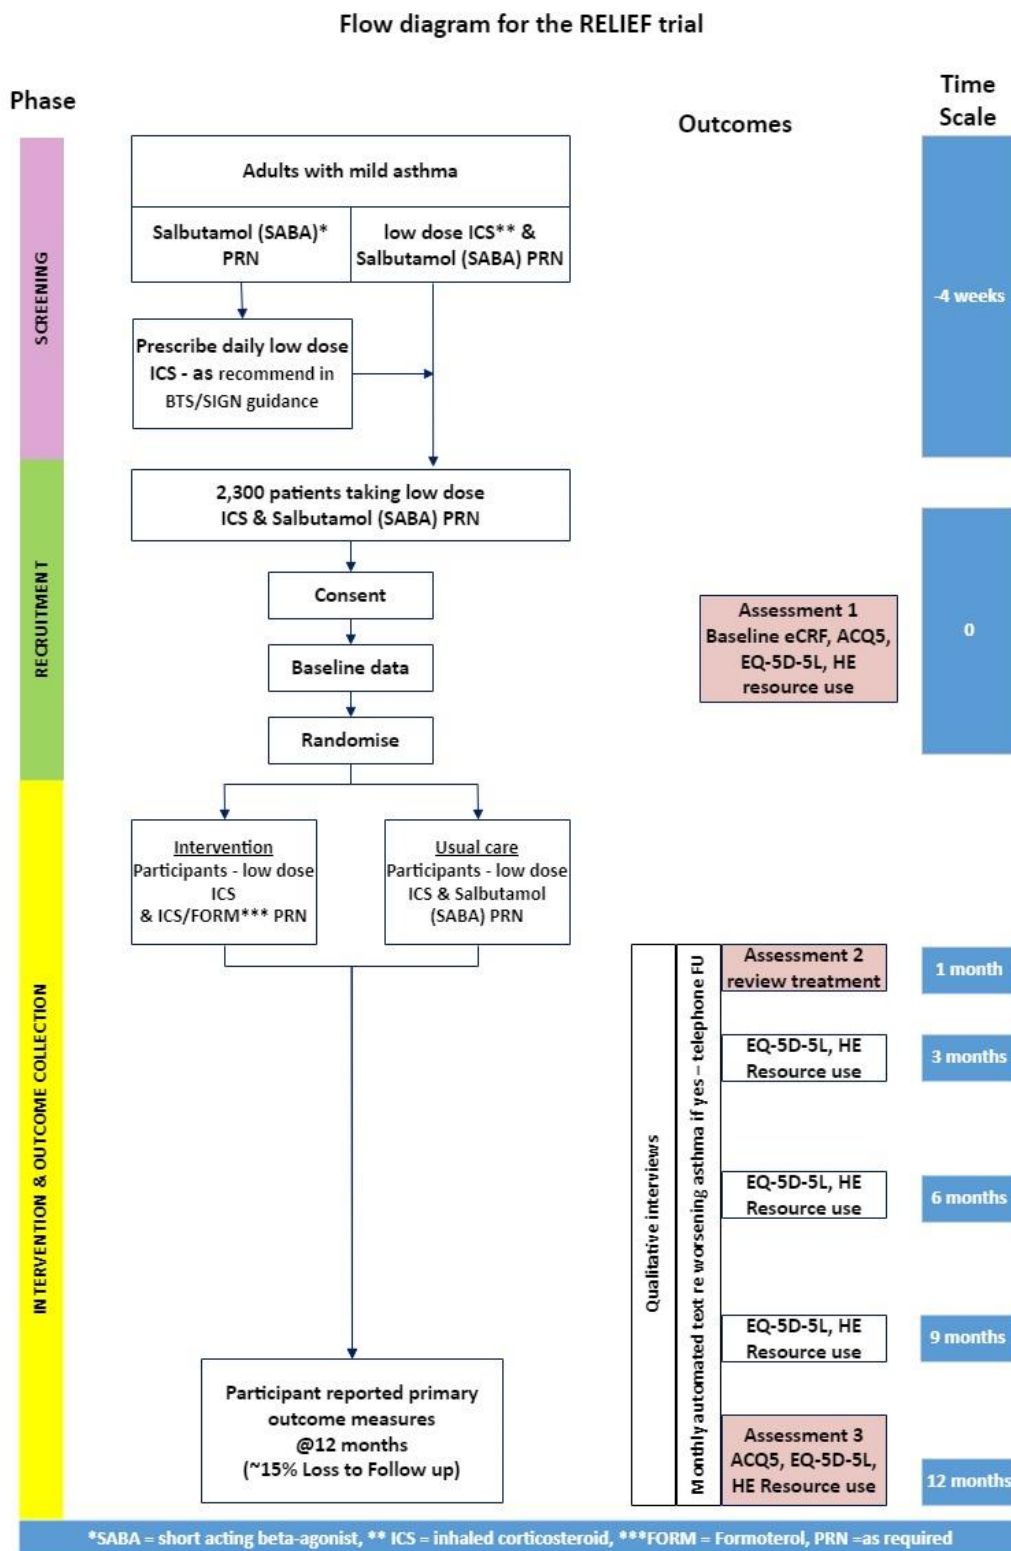 Flow diagram for the RELIEF trial
Phase
Outcomes
Time
Scale
SCREENING
Adults with mild asthma
Salbutamol (SABA)*
PRN
low dose ICS** &
Salbutamol (SABA) PRN
-4 weeks
Prescribe daily low dose
ICS - as recommend in
BTS/SIGN guidance
RECRUITMENT
2,300 patients taking low dose
ICS & Salbutamol (SABA) PRN
Consent
Baseline data
Randomise
Assessment 1
Baseline eCRF, ACQ5,
EQ-5D-5L, HE
resource use
0
INTERVENTION & OUTCOME COLLECTION
Intervention
Participants - low dose
ICS
& ICS/FORM*** PRN
Usual care
Participants - low dose
ICS & Salbutamol
(SABA) PRN
Qualitative interviews
Monthly automated text re worsening asthma if yes – telephone FU
Assessment 2
review treatment
1 month
EQ-5D-5L, HE
Resource use
3 months
EQ-5D-5L, HE
Resource use
6 months
EQ-5D-5L, HE
Resource use
9 months
Participant reported primary
outcome measures
@12 months
(~15% Loss to Follow up)
Assessment 3
ACQ5, EQ-5D-5L,
HE Resource use
12 months
*SABA = short acting beta-agonist, ** ICS = inhaled corticosteroid, ***FORM = Formoterol, PRN =as required